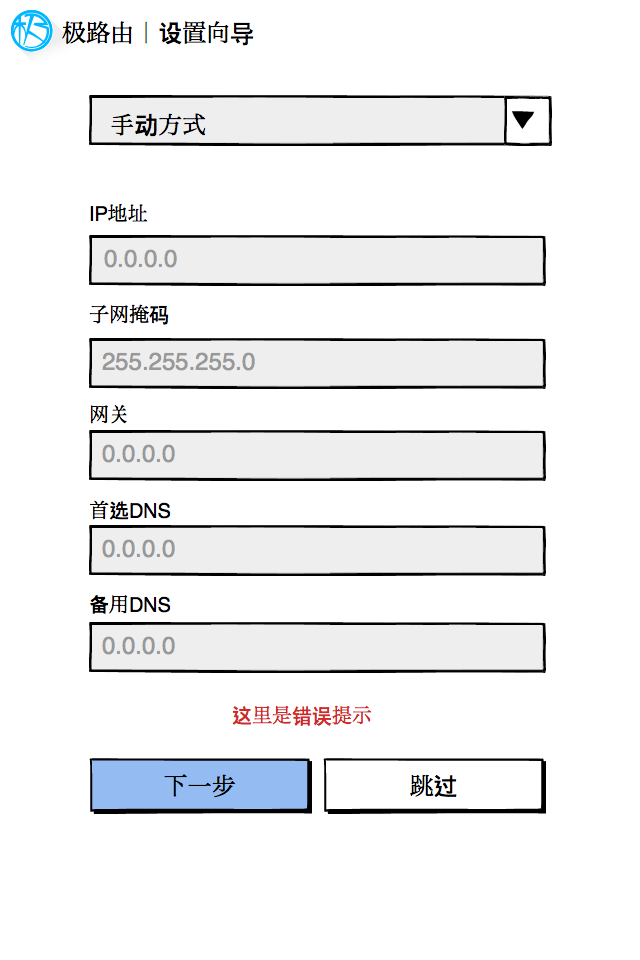 极路由 | 设置向导
手动方式
IP地址
0.0.0.0
子网掩码
255.255.255.0
网关
0.0.0.0
首选DNS
0.0.0.0
备用DNS
0.0.0.0
这里是错误提示
下一步 跳过